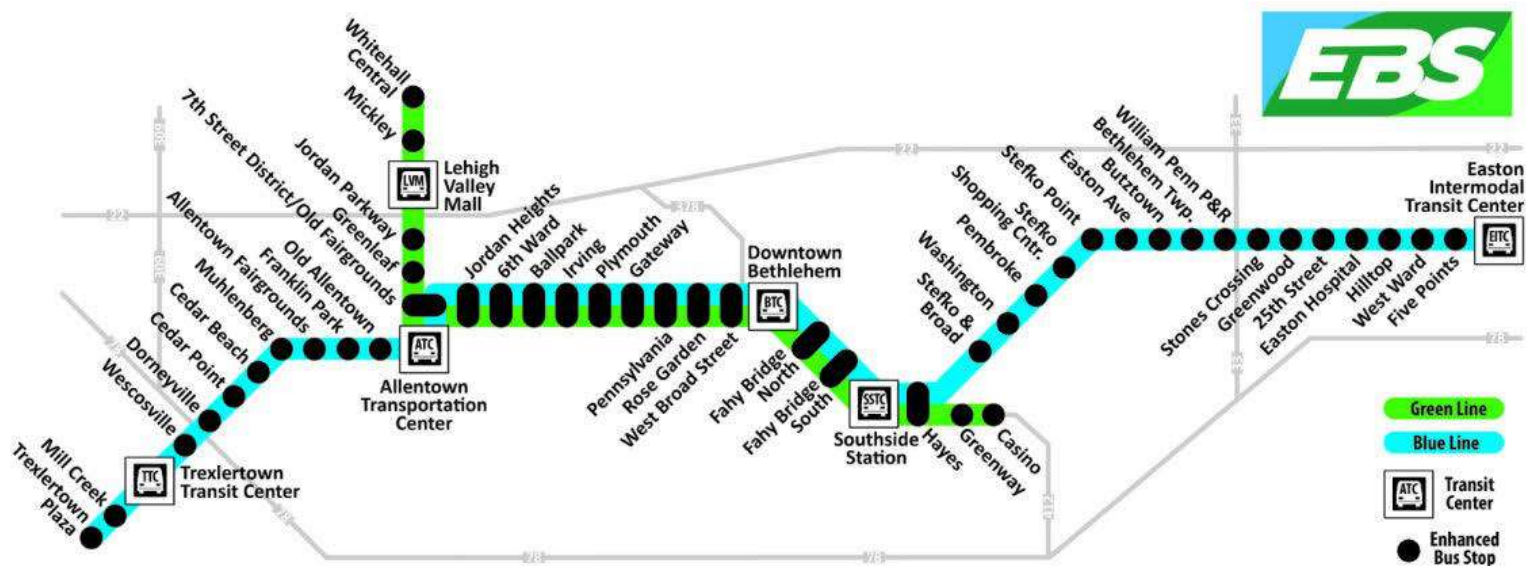 EBS
Whitehall
Central
Mickley
LVM
Lehigh
Valley
Mall
Jordan Parkway
Greenleaf
7th Street District/Old Fairgrounds
Old Allentown
Franklin Park
Allentown Fairgrounds
Muhlenberg
Cedar Beach
Cedar Point
Dorneyville
Wescosville
TTC
Trexlertown
Transit Center
Mill Creek
Trexlertown
Plaza
ATC
Allentown
Transportation
Center
Jordan Heights
6th Ward
Ballpark
Irving
Plymouth
Gateway
Pennsylvania
Rose Garden
West Broad Street
Downtown
Bethlehem
BTC
Fahy Bridge
North
Fahy Bridge
South
SSTC
Southside
Station
Hayes
Greenway
Casino
Stefko &
Broad
Washington
Pembroke
Stefko
Shopping Cntr.
Stefko Point
Easton Ave
Butztown
Bethlehem Twp.
William Penn P&R
Stones Crossing
Greenwood
25th Street
Easton Hospital
Hilltop
West Ward
Five Points
Easton
Intermodal
Transit Center
EITC
309
309
22
378
22
33
22
33
78
78
78
78
78
412
Green Line
Blue Line
ATC
Transit
Center
Enhanced
Bus Stop